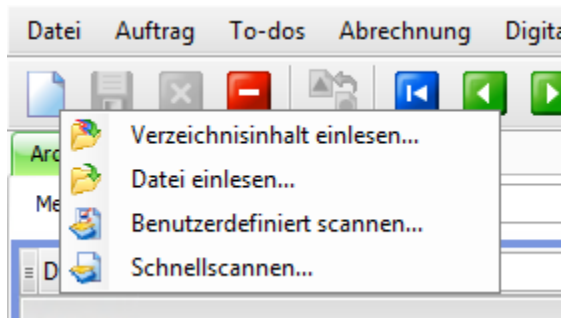 Datei Auftrag To-dos Abrechnung
Verzeichnisinhalt einlesen...
Datei einlesen...
Benutzerdefiniert scannen...
Schnellscannen...